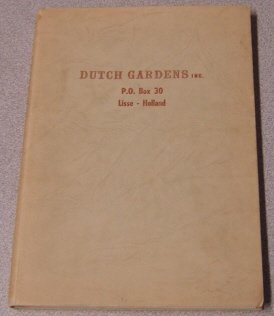 DUTCH GARDENS INC.
P.O. Box 30
Lisse - Holland